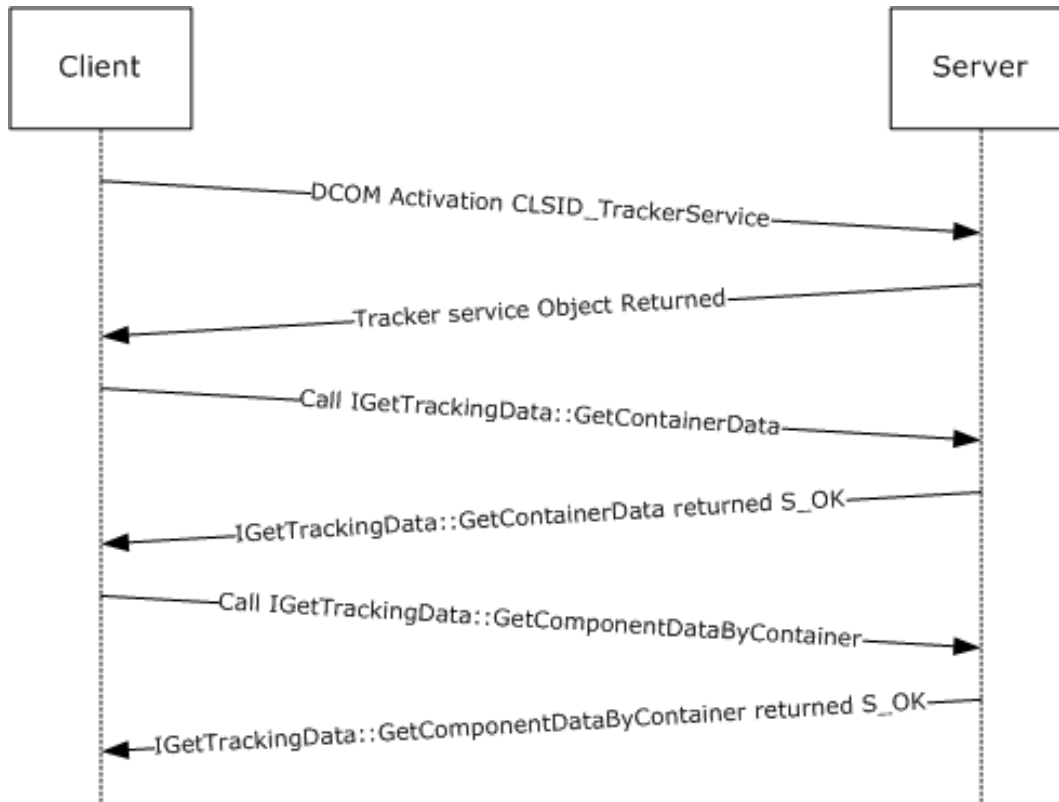 Client
Server
DCOM Activation CLSID_TrackerService
Tracker service Object Returned
Call IGetTrackingData::GetContainerData
IGetTrackingData::GetContainerData returned S_OK
Call IGetTrackingData::GetComponentDataByContainer
IGetTrackingData::GetComponentDataByContainer returned S_OK